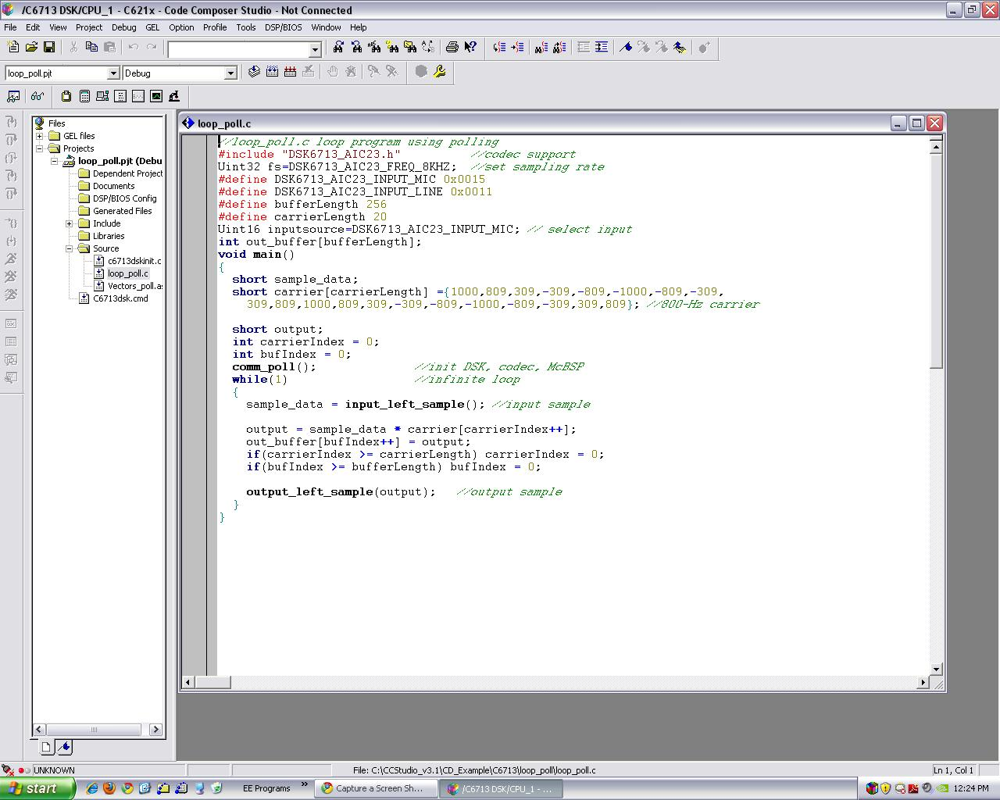 /C6713 DSK/CPU_1 - C621x - Code Composer Studio - Not Connected
File Edit View Project Debug GEL Option Profile Tools DSP/BIOS Window Help
loop_poll.pjt Debug
Files
GEL files
Projects
loop_poll.pjt (Debu
Dependent Project
Documents
DSP/BIOS Config
Generated Files
Include
Libraries
Source
c6713dskinit.c
loop_poll.c
Vectors_poll.as
C6713dsk.cmd
loop_poll.c
//loop_poll.c loop program using polling
#include "DSK6713_AIC23.h" //codec support
Uint32 fs=DSK6713_AIC23_FREQ_8KHZ; //set sampling rate
#define DSK6713_AIC23_INPUT_MIC 0x0015
#define DSK6713_AIC23_INPUT_LINE 0x0011
#define bufferLength 256
#define carrierLength 20
Uint16 inputsource=DSK6713_AIC23_INPUT_MIC; // select input
int out_buffer[bufferLength];
void main()
{
short sample_data;
short carrier[carrierLength] ={1000,809,309,-309,-809,-1000,-809,-309,
309,809,1000,809,309,-309,-809,-1000,-809,-309,309,809}; //800-Hz carrier
short output;
int carrierIndex = 0;
int bufIndex = 0;
comm_poll(); //init DSK, codec, McBSP
while(1) //infinite loop
{
sample_data = input_left_sample(); //input sample
output = sample_data * carrier[carrierIndex++];
out_buffer[bufIndex++] = output;
if(carrierIndex >= carrierLength) carrierIndex = 0;
if(bufIndex >= bufferLength) bufIndex = 0;
output_left_sample(output); //output sample
}
}
UNKNOWN File: C:\CCStudio_v3.1\CD_Example\C6713\loop_poll\loop_poll.c Ln 1, Col 1
start EE Programs » Capture a Screen Sh... /C6713 DSK/CPU_1 - ... 12:24 PM